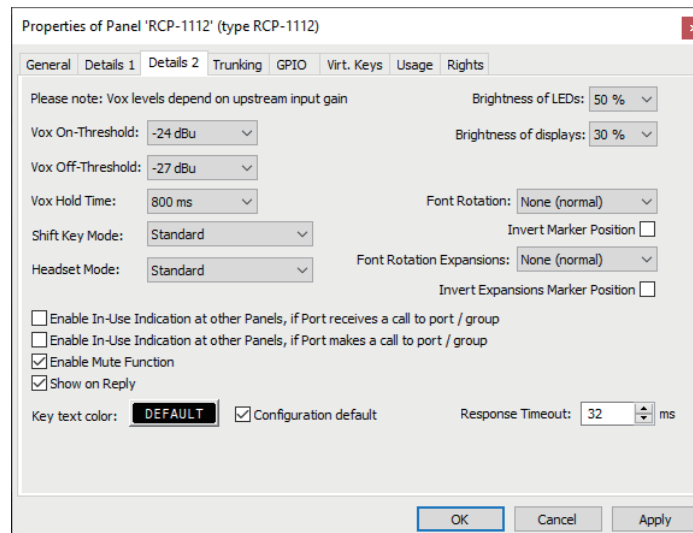 Properties of Panel 'RCP-1112' (type RCP-1112)
General Details 1 Details 2 Trunking GPIO Virt. Keys Usage Rights
Please note: Vox levels depend on upstream input gain
Brightness of LEDs: 50 %
Vox On-Threshold: -24 dBu
Brightness of displays: 30 %
Vox Off-Threshold: -27 dBu
Vox Hold Time: 800 ms
Font Rotation: None (normal)
Invert Marker Position
Shift Key Mode: Standard
Font Rotation Expansions: None (normal)
Headset Mode: Standard
Invert Expansions Marker Position
Enable In-Use Indication at other Panels, if Port receives a call to port / group
Enable In-Use Indication at other Panels, if Port makes a call to port / group
Enable Mute Function
Show on Reply
Key text color: DEFAULT Configuration default Response Timeout: 32 ms
OK Cancel Apply